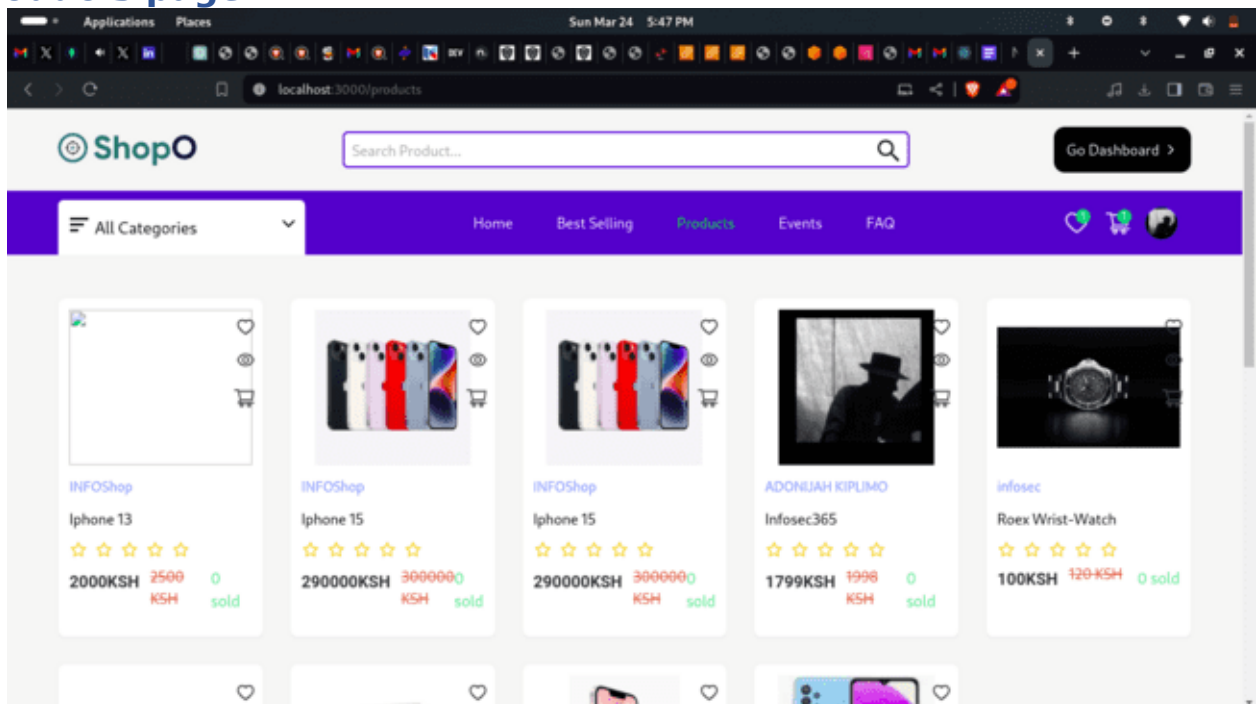 Applications Places Sun Mar 24 5:47 PM
localhost:3000/products
ShopO
Search Product...
Go Dashboard >
All Categories
Home Best Selling Products Events FAQ
1 1
INFOShop INFOShop INFOShop ADONIJAH KIPLIMO infosec
Iphone 13 Iphone 15 Iphone 15 Infosec365 Roex Wrist-Watch
2000KSH 2500 KSH 0 sold
290000KSH 300000 KSH 0 sold
290000KSH 300000 KSH 0 sold
1799KSH 1998 KSH 0 sold
100KSH 120 KSH 0 sold